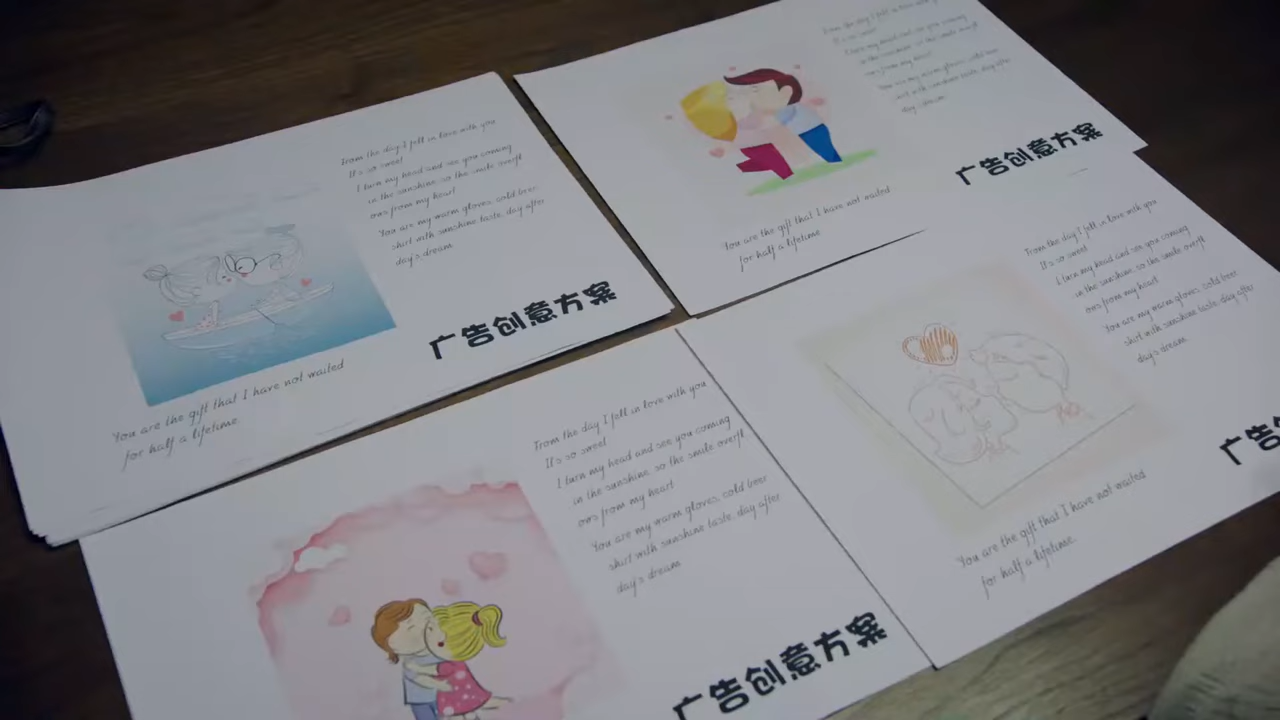 From the day I fell in love with you
It's so sweet
I turn my head and see you coming
in the sunshine, so the smile overfl
ows from my heart
You are my warm gloves, cold beer
shirt with sunshine taste, day after
day's dream
广告创意方案
You are the gift that I have not waited
for half a lifetime.
From the day I fell in love with you
It's so sweet
I turn my head and see you coming
in the sunshine, so the smile overfl
ows from my heart
You are my warm gloves, cold beer
shirt with sunshine taste, day after
day's dream
广告创意方案
You are the gift that I have not waited
for half a lifetime.
From the day I fell in love with you
It's so sweet
I turn my head and see you coming
in the sunshine, so the smile overfl
ows from my heart
You are my warm gloves, cold beer
shirt with sunshine taste, day after
day's dream
广告创意方案
From the day I fell in love with you
It's so sweet
I turn my head and see you coming
in the sunshine, so the smile overfl
ows from my heart
You are my warm gloves, cold beer
shirt with sunshine taste, day after
day's dream
广告
You are the gift that I have not waited
for half a lifetime.